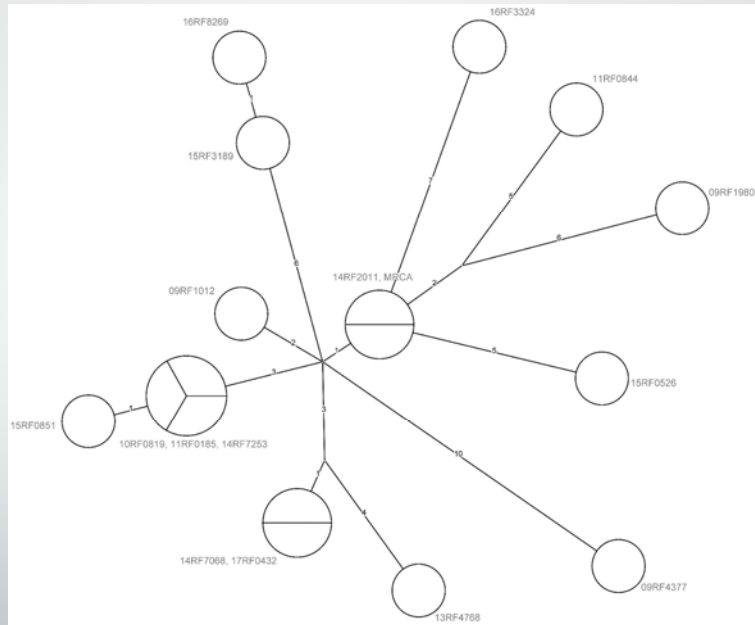 16RF8269
16RF3324
11RF0844
1
15RF3189
7
5
09RF1980
6
6
14RF2011, MRCA
2
09RF1012
2
1
5
3
15RF0526
1
15RF0851
3
10RF0819, 11RF0185, 14RF7253
10
1
4
14RF7068, 17RF0432
09RF4377
13RF4768